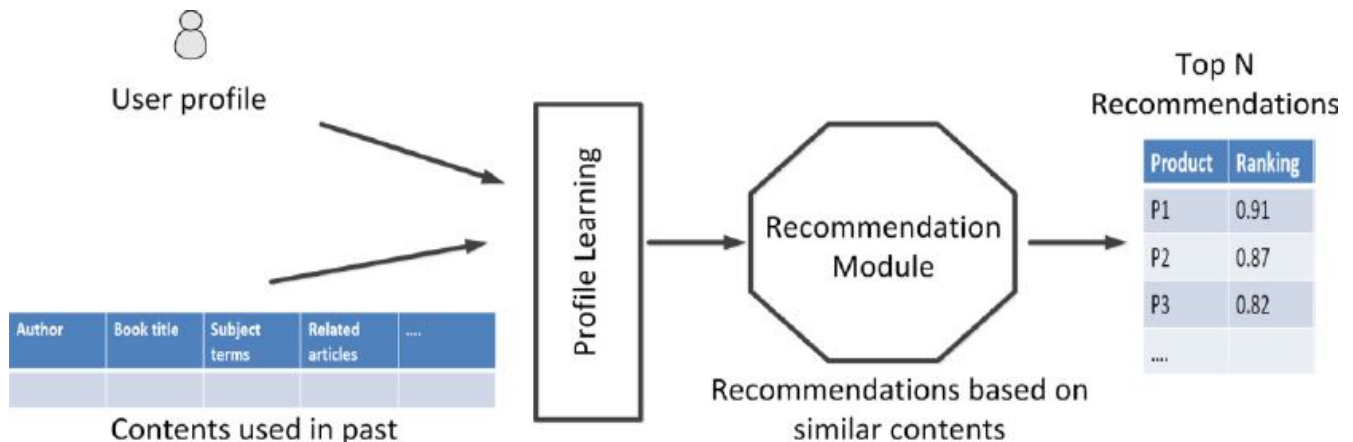 User profile
Author Book title Subject terms Related articles ....
Contents used in past
Profile Learning
Recommendation
Module
Recommendations based on
similar contents
Top N
Recommendations
Product Ranking
P1 0.91
P2 0.87
P3 0.82
....